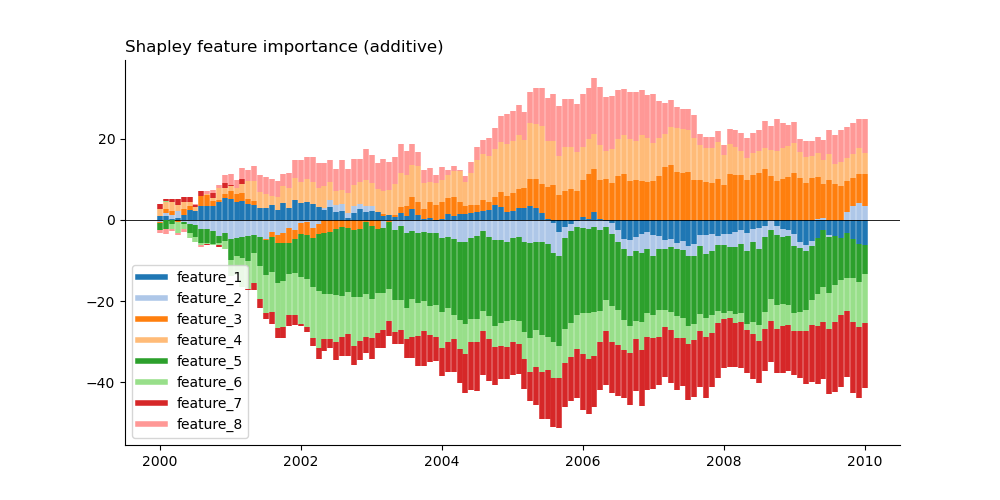 Shapley feature importance (additive)
20
0
−20
−40
feature_1
feature_2
feature_3
feature_4
feature_5
feature_6
feature_7
feature_8
2000 2002 2004 2006 2008 2010